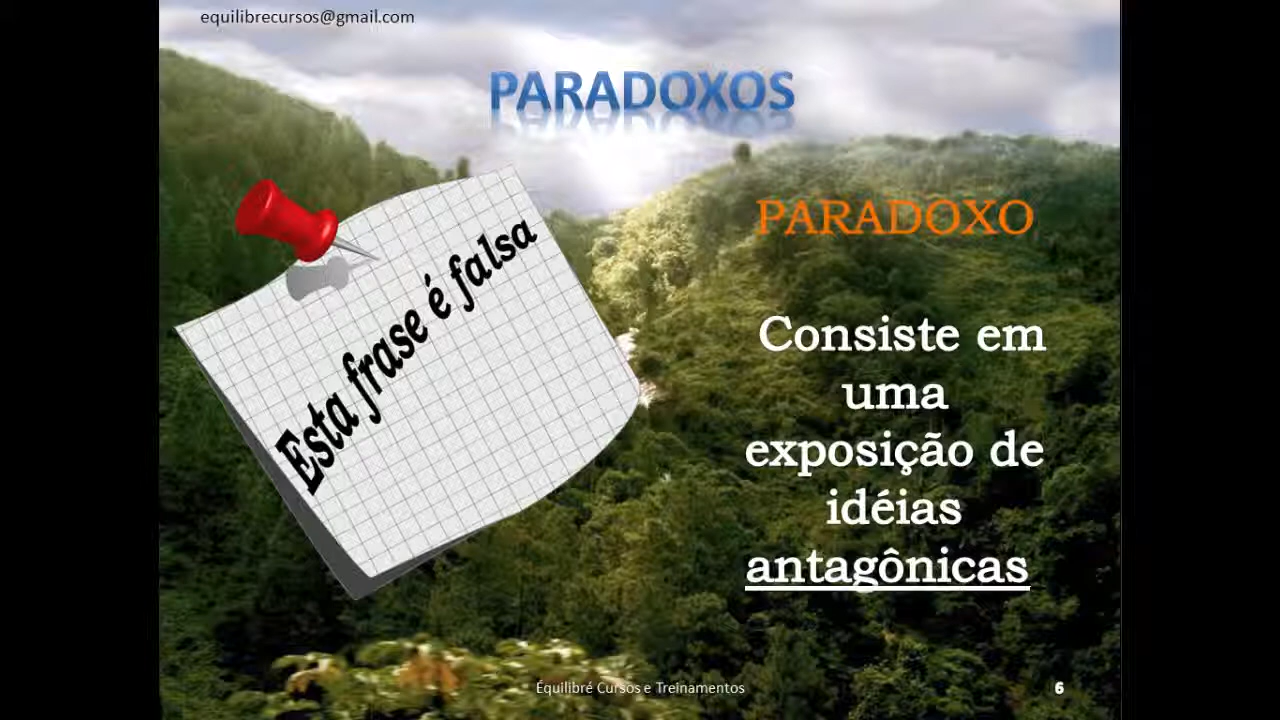 equilibrecursos@gmail.com
PARADOXOS
Esta frase é falsa
PARADOXO
Consiste em
uma
exposição de
idéias
antagônicas
Équilibré Cursos e Treinamentos
6